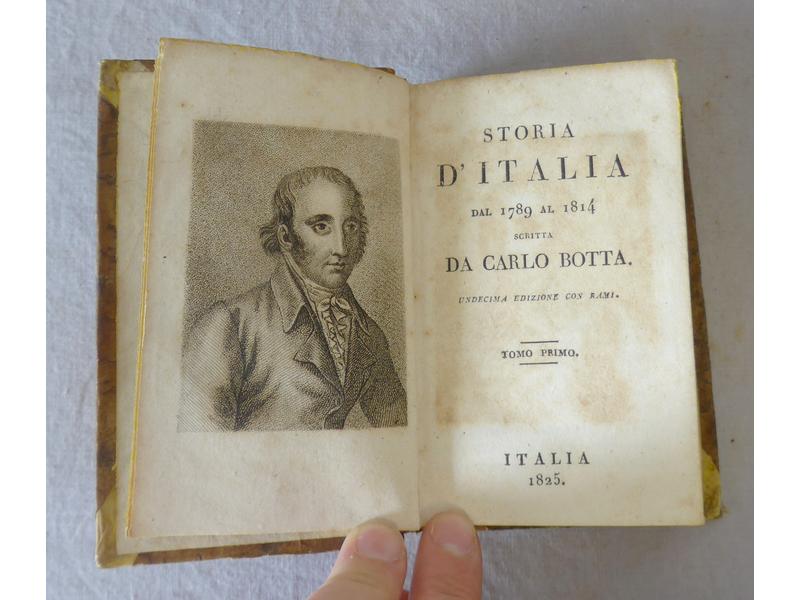 STORIA
D'ITALIA
DAL 1789 AL 1814
SCRITTA
DA CARLO BOTTA.
UNDECIMA EDIZIONE CON RAMI.
TOMO PRIMO.
ITALIA
1825.